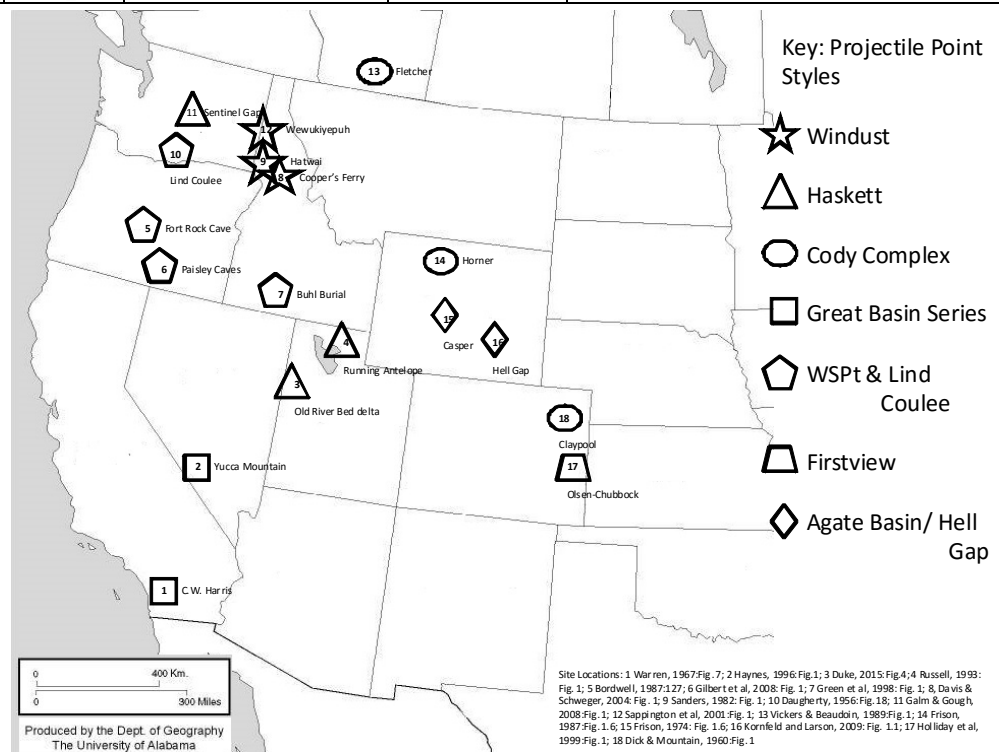 Key: Projectile Point
Styles
Windust
Haskett
Cody Complex
Great Basin Series
WSPt & Lind
Coulee
Firstview
Agate Basin/ Hell
Gap
13 Fletcher
11 Sentinel Gap
12 Wewukiyepuh
10
Lind Coulee
9 Hatwai
8 Cooper's Ferry
5 Fort Rock Cave
6 Paisley Caves
7 Buhl Burial
14 Horner
15
Casper
16
Hell Gap
4
Running Antelope
3
Old River Bed delta
18
Claypool
17
Olsen-Chubbock
2 Yucca Mountain
1 C.W. Harris
0 400 Km.
0 300 Miles
Produced by the Dept. of Geography
The University of Alabama
Site Locations: 1 Warren, 1967:Fig.7; 2 Haynes, 1996:Fig.1; 3 Duke, 2015:Fig.4;4 Russell, 1993:
Fig.1; 5 Bordwell, 1987:127; 6 Gilbert et al, 2008: Fig.1; 7 Green et al, 1998: Fig.1; 8, Davis &
Schweger, 2004: Fig.1; 9 Sanders, 1982: Fig.1; 10 Daugherty, 1956:Fig.18; 11 Galm & Gough,
2008:Fig.1; 12 Sappington et al, 2001:Fig.1; 13 Vickers & Beaudoin, 1989:Fig.1; 14 Frison,
1987:Fig.1.6; 15 Frison, 1974: Fig.1.6; 16 Kornfeld and Larson, 2009: Fig.1.1; 17 Holliday et al,
1999:Fig.1; 18 Dick & Mountain, 1960:Fig.1